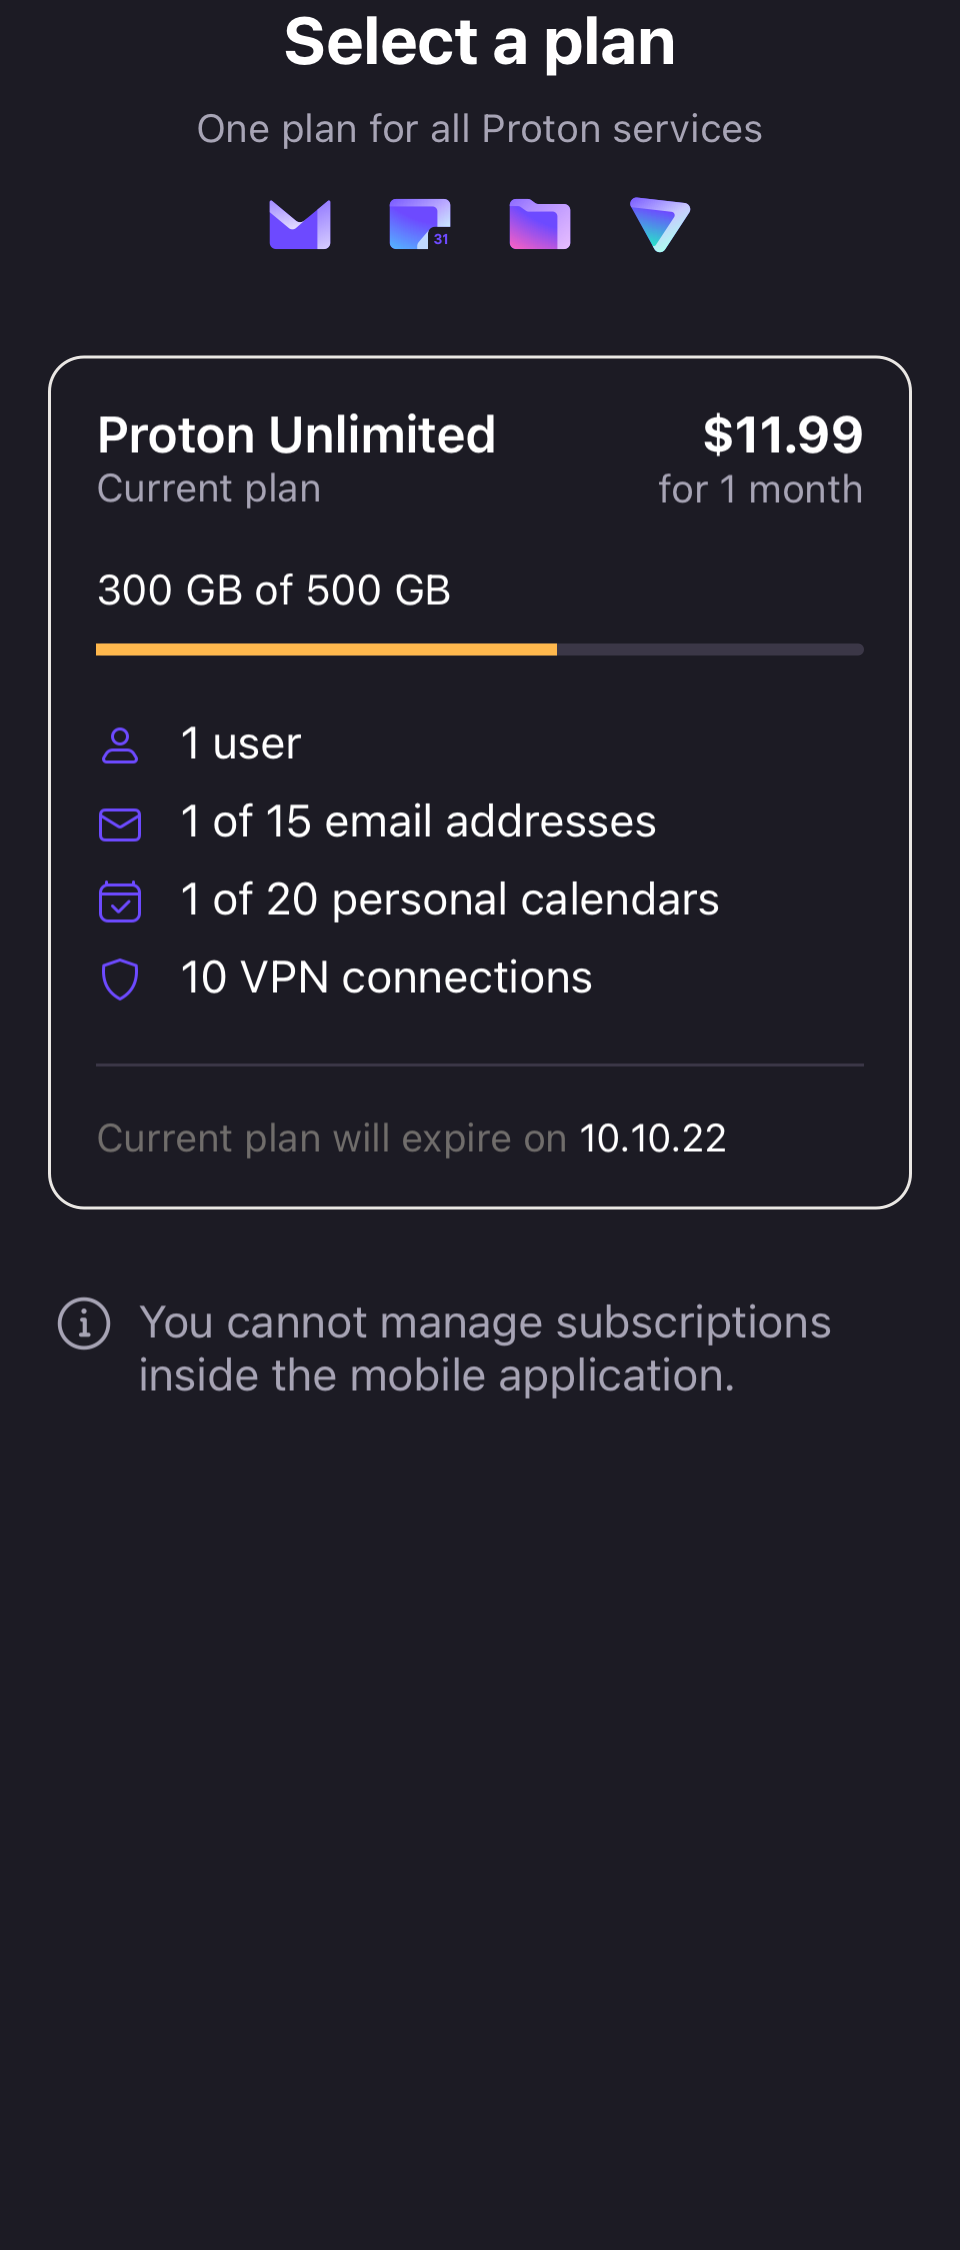 Select a plan
One plan for all Proton services
31
Proton Unlimited
$11.99
Current plan
for 1 month
300 GB of 500 GB
1 user
1 of 15 email addresses
1 of 20 personal calendars
10 VPN connections
Current plan will expire on 10.10.22
You cannot manage subscriptions
inside the mobile application.